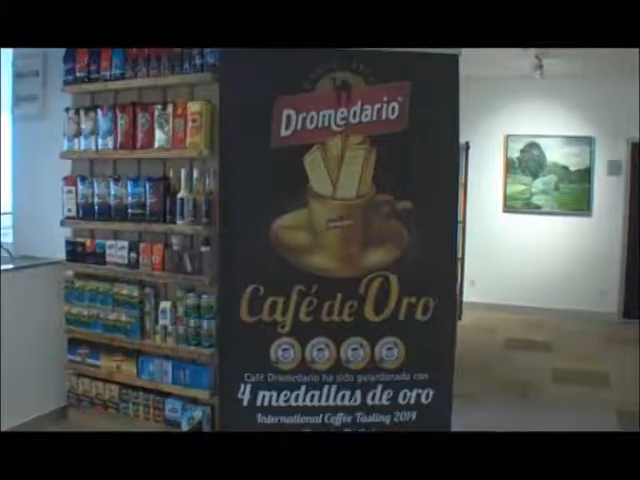 Dromedario
Café de Oro
Café Dromedario ha sido galardonado con
4 medallas de oro
International Coffee Tasting 2014